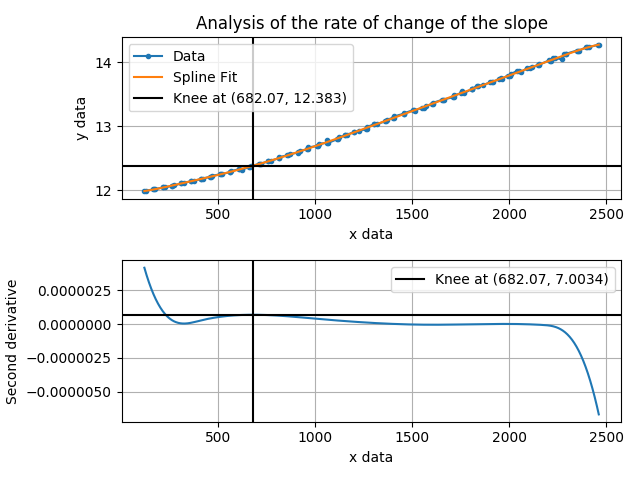 Analysis of the rate of change of the slope
Data
Spline Fit
Knee at (682.07, 12.383)
14
13
12
y data
500 1000 1500 2000 2500
x data
Knee at (682.07, 7.0034)
0.0000025
0.0000000
−0.0000025
−0.0000050
Second derivative
500 1000 1500 2000 2500
x data